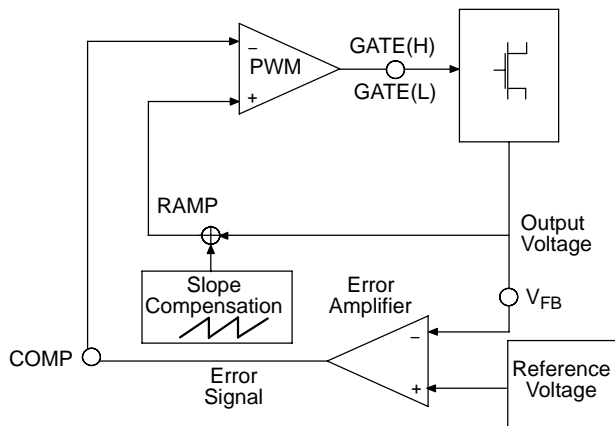 GATE(H)
−
PWM
GATE(L)
+
RAMP
Output
Voltage
Slope
Compensation
Error
Amplifier
VFB
−
COMP
Error
Signal
+
Reference
Voltage